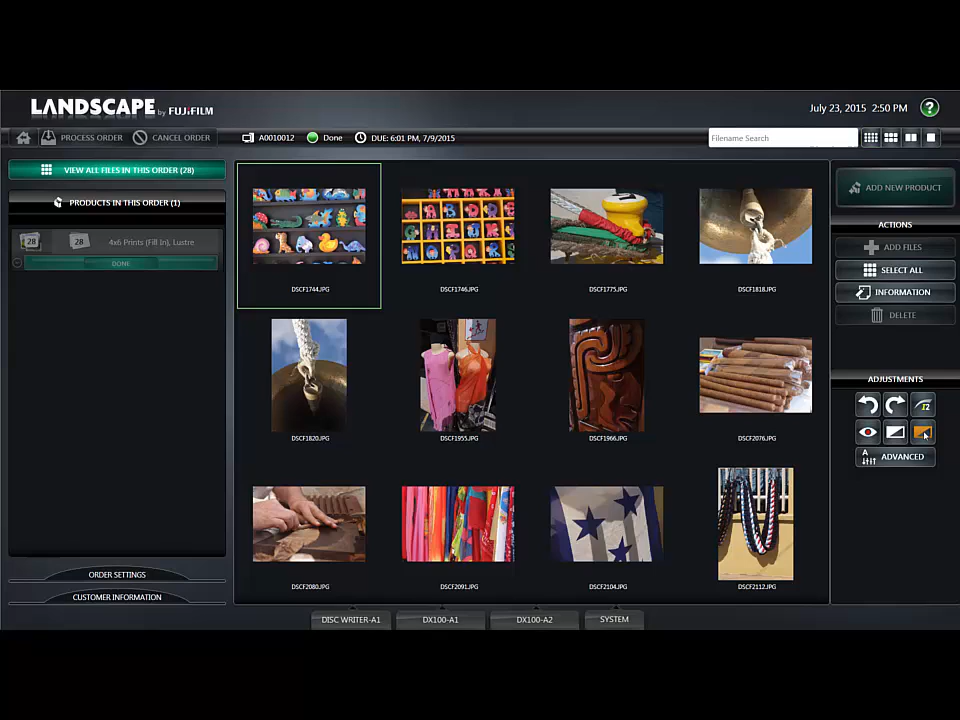 LANDSCAPE by FUJIFILM
July 23, 2015 2:50 PM ?
PROCESS ORDER CANCEL ORDER A0010012 Done DUE: 6:01 PM, 7/9/2015 Filename Search
VIEW ALL FILES IN THIS ORDER (28)
PRODUCTS IN THIS ORDER (1)
28 28 4x6 Prints (Fill In), Lustre
DONE
ORDER SETTINGS
CUSTOMER INFORMATION
DSCF1744.JPG DSCF1746.JPG DSCF1775.JPG DSCF1818.JPG
DSCF1820.JPG DSCF1955.JPG DSCF1966.JPG DSCF2076.JPG
DSCF2080.JPG DSCF2091.JPG DSCF2104.JPG DSCF2112.JPG
ADD NEW PRODUCT
ACTIONS
ADD FILES
SELECT ALL
INFORMATION
DELETE
ADJUSTMENTS
ADVANCED
DISC WRITER-A1 DX100-A1 DX100-A2 SYSTEM